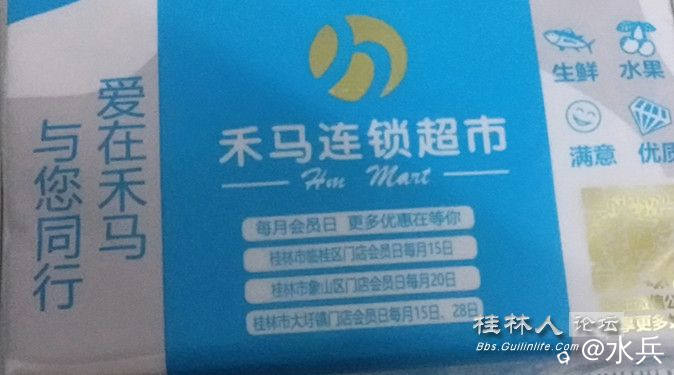 爱在禾马
与您同行
禾马连锁超市
Hm Mart
每月会员日 更多优惠在等你
桂林市临桂区门店会员日每月15日
桂林市象山区门店会员日每月20日
桂林市大圩镇门店会员日每月15日、28日
生鲜 水果
满意 优质
享更多
桂林人论坛
Bbs.Guilinlife.Com
@水兵